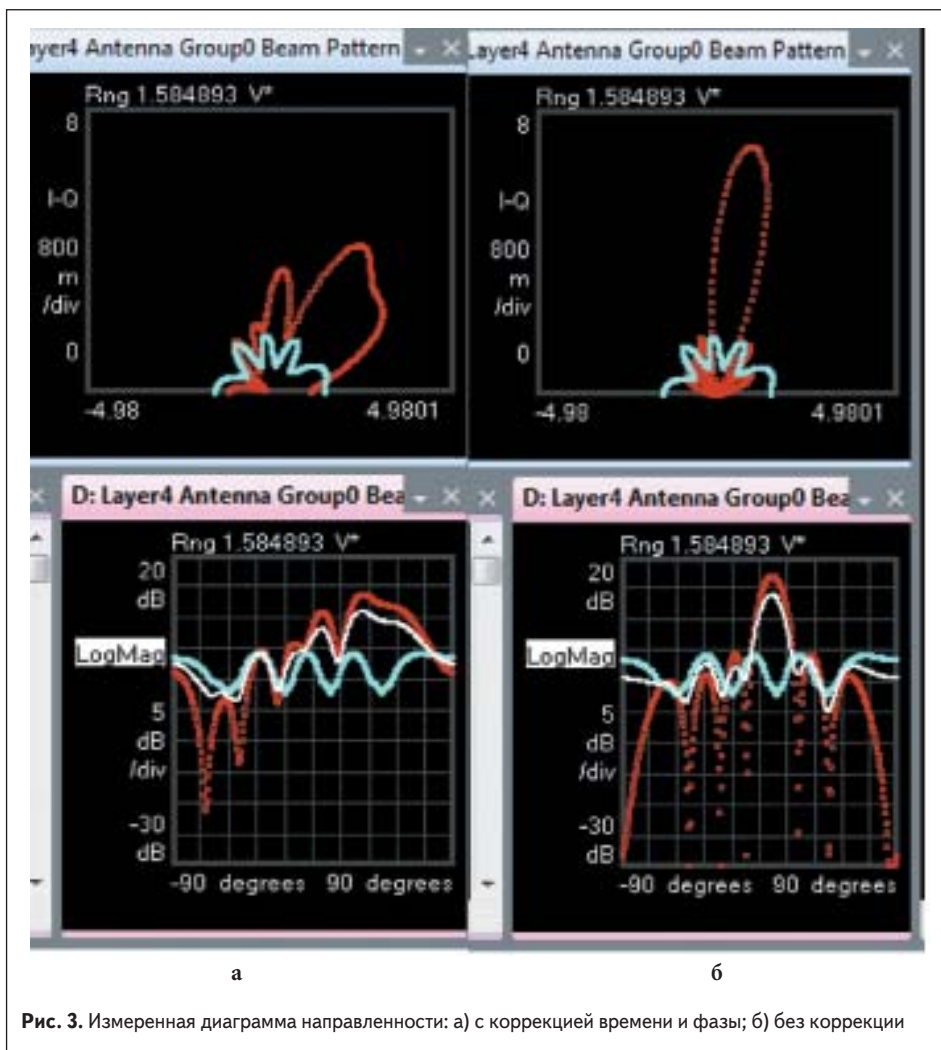 ayer4 Antenna Group0 Beam Pattern
Rng 1.584893 V*
8
I-Q
800
m
/div
0
-4.98 4.9801
Layer4 Antenna Group0 Beam Pattern
Rng 1.584893 V*
8
I-Q
800
m
/div
0
-4.98 4.9801
D: Layer4 Antenna Group0 Bea
Rng 1.584893 V*
20
dB
LogMag
5
dB
/div
-30
dB
-90 degrees 90 degrees
D: Layer4 Antenna Group0 Bea
Rng 1.584893 V*
20
dB
LogMag
5
dB
/div
-30
dB
-90 degrees 90 degrees
а
б
Рис. 3. Измеренная диаграмма направленности: а) с коррекцией времени и фазы; б) без коррекции